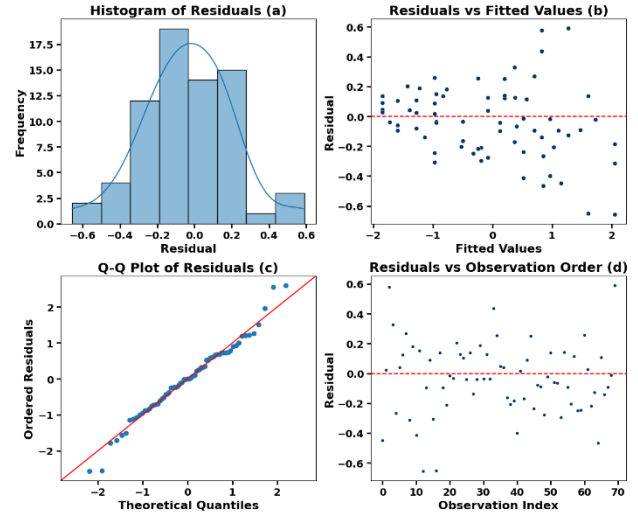 Histogram of Residuals (a)
Frequency
17.5
15.0
12.5
10.0
7.5
5.0
2.5
0.0
−0.6 −0.4 −0.2 0.0 0.2 0.4 0.6
Residual
Residuals vs Fitted Values (b)
Residual
0.6
0.4
0.2
0.0
−0.2
−0.4
−0.6
−2 −1 0 1 2
Fitted Values
Q-Q Plot of Residuals (c)
Ordered Residuals
2
1
0
−1
−2
−2 −1 0 1 2
Theoretical Quantiles
Residuals vs Observation Order (d)
Residual
0.6
0.4
0.2
0.0
−0.2
−0.4
−0.6
0 10 20 30 40 50 60 70
Observation Index